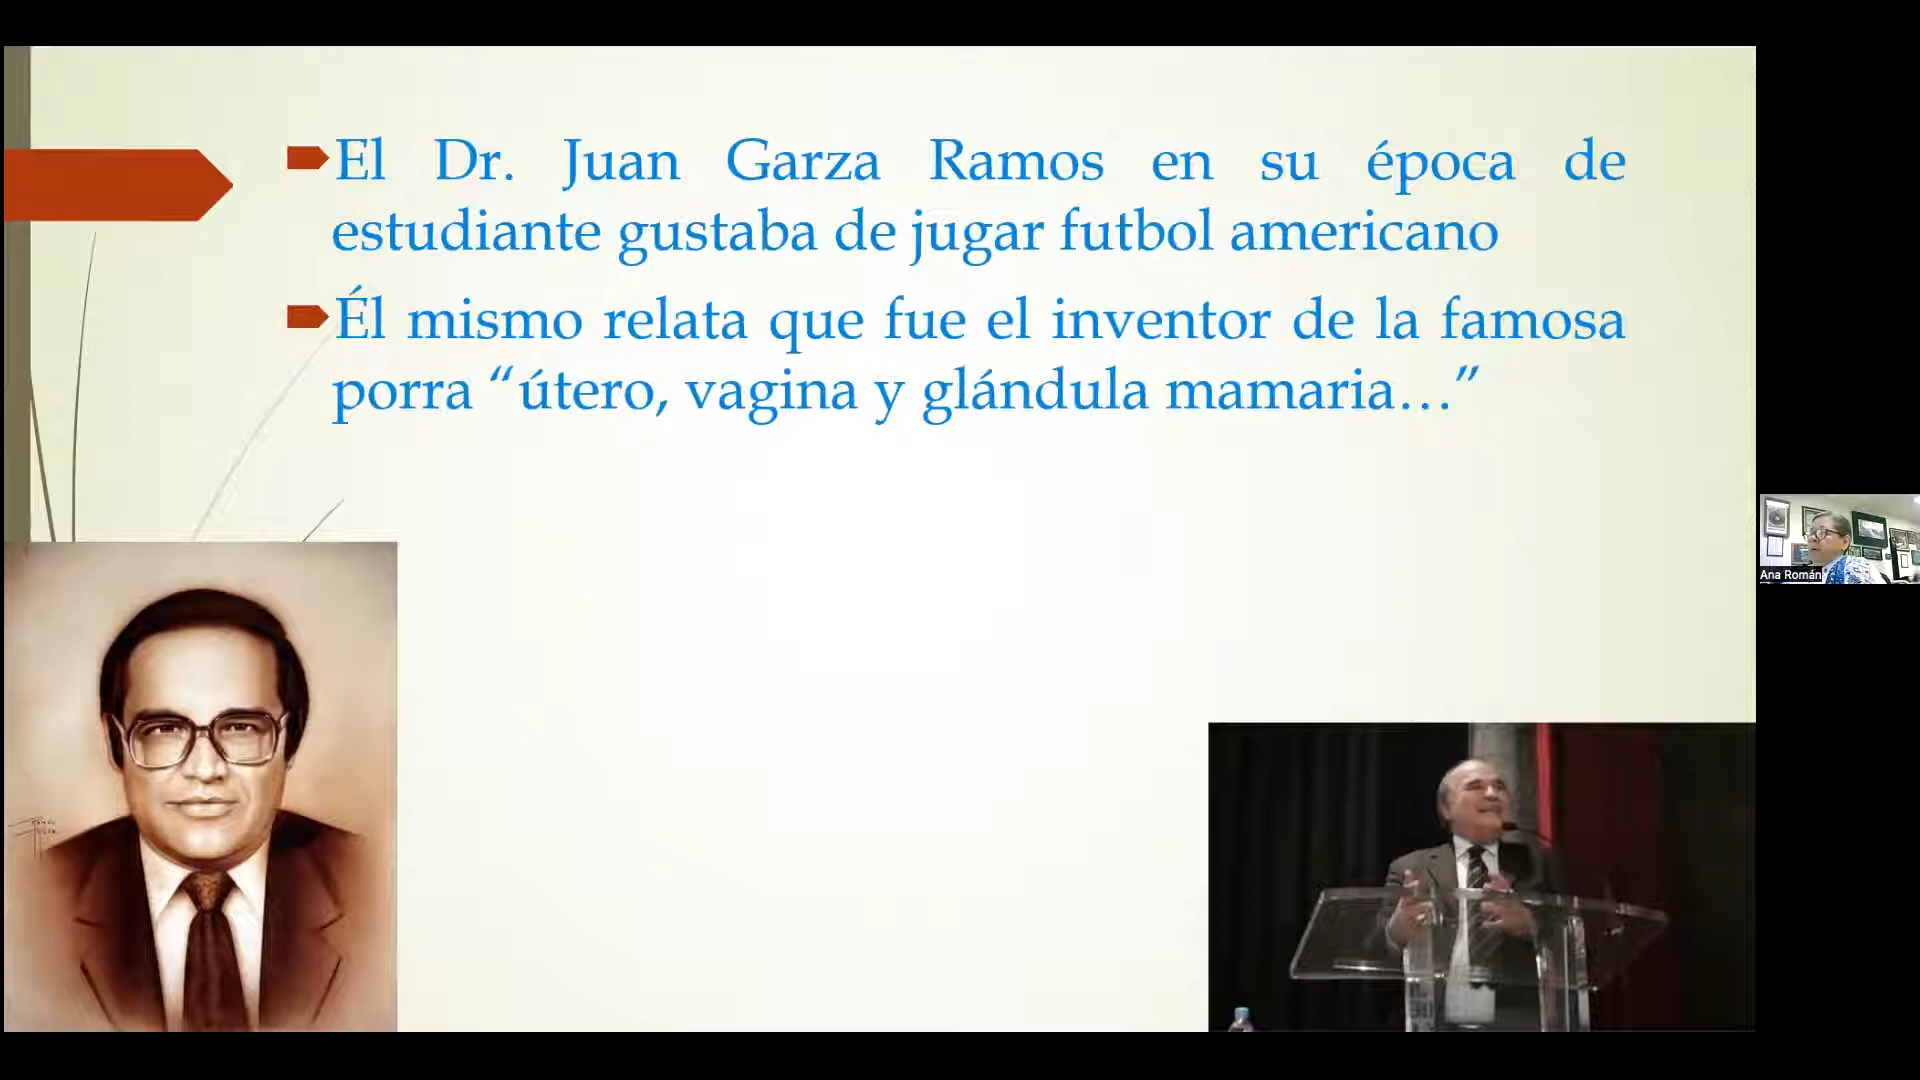 El Dr. Juan Garza Ramos en su época de
estudiante gustaba de jugar futbol americano
Él mismo relata que fue el inventor de la famosa
porra “útero, vagina y glándula mamaria…”
Ana Román